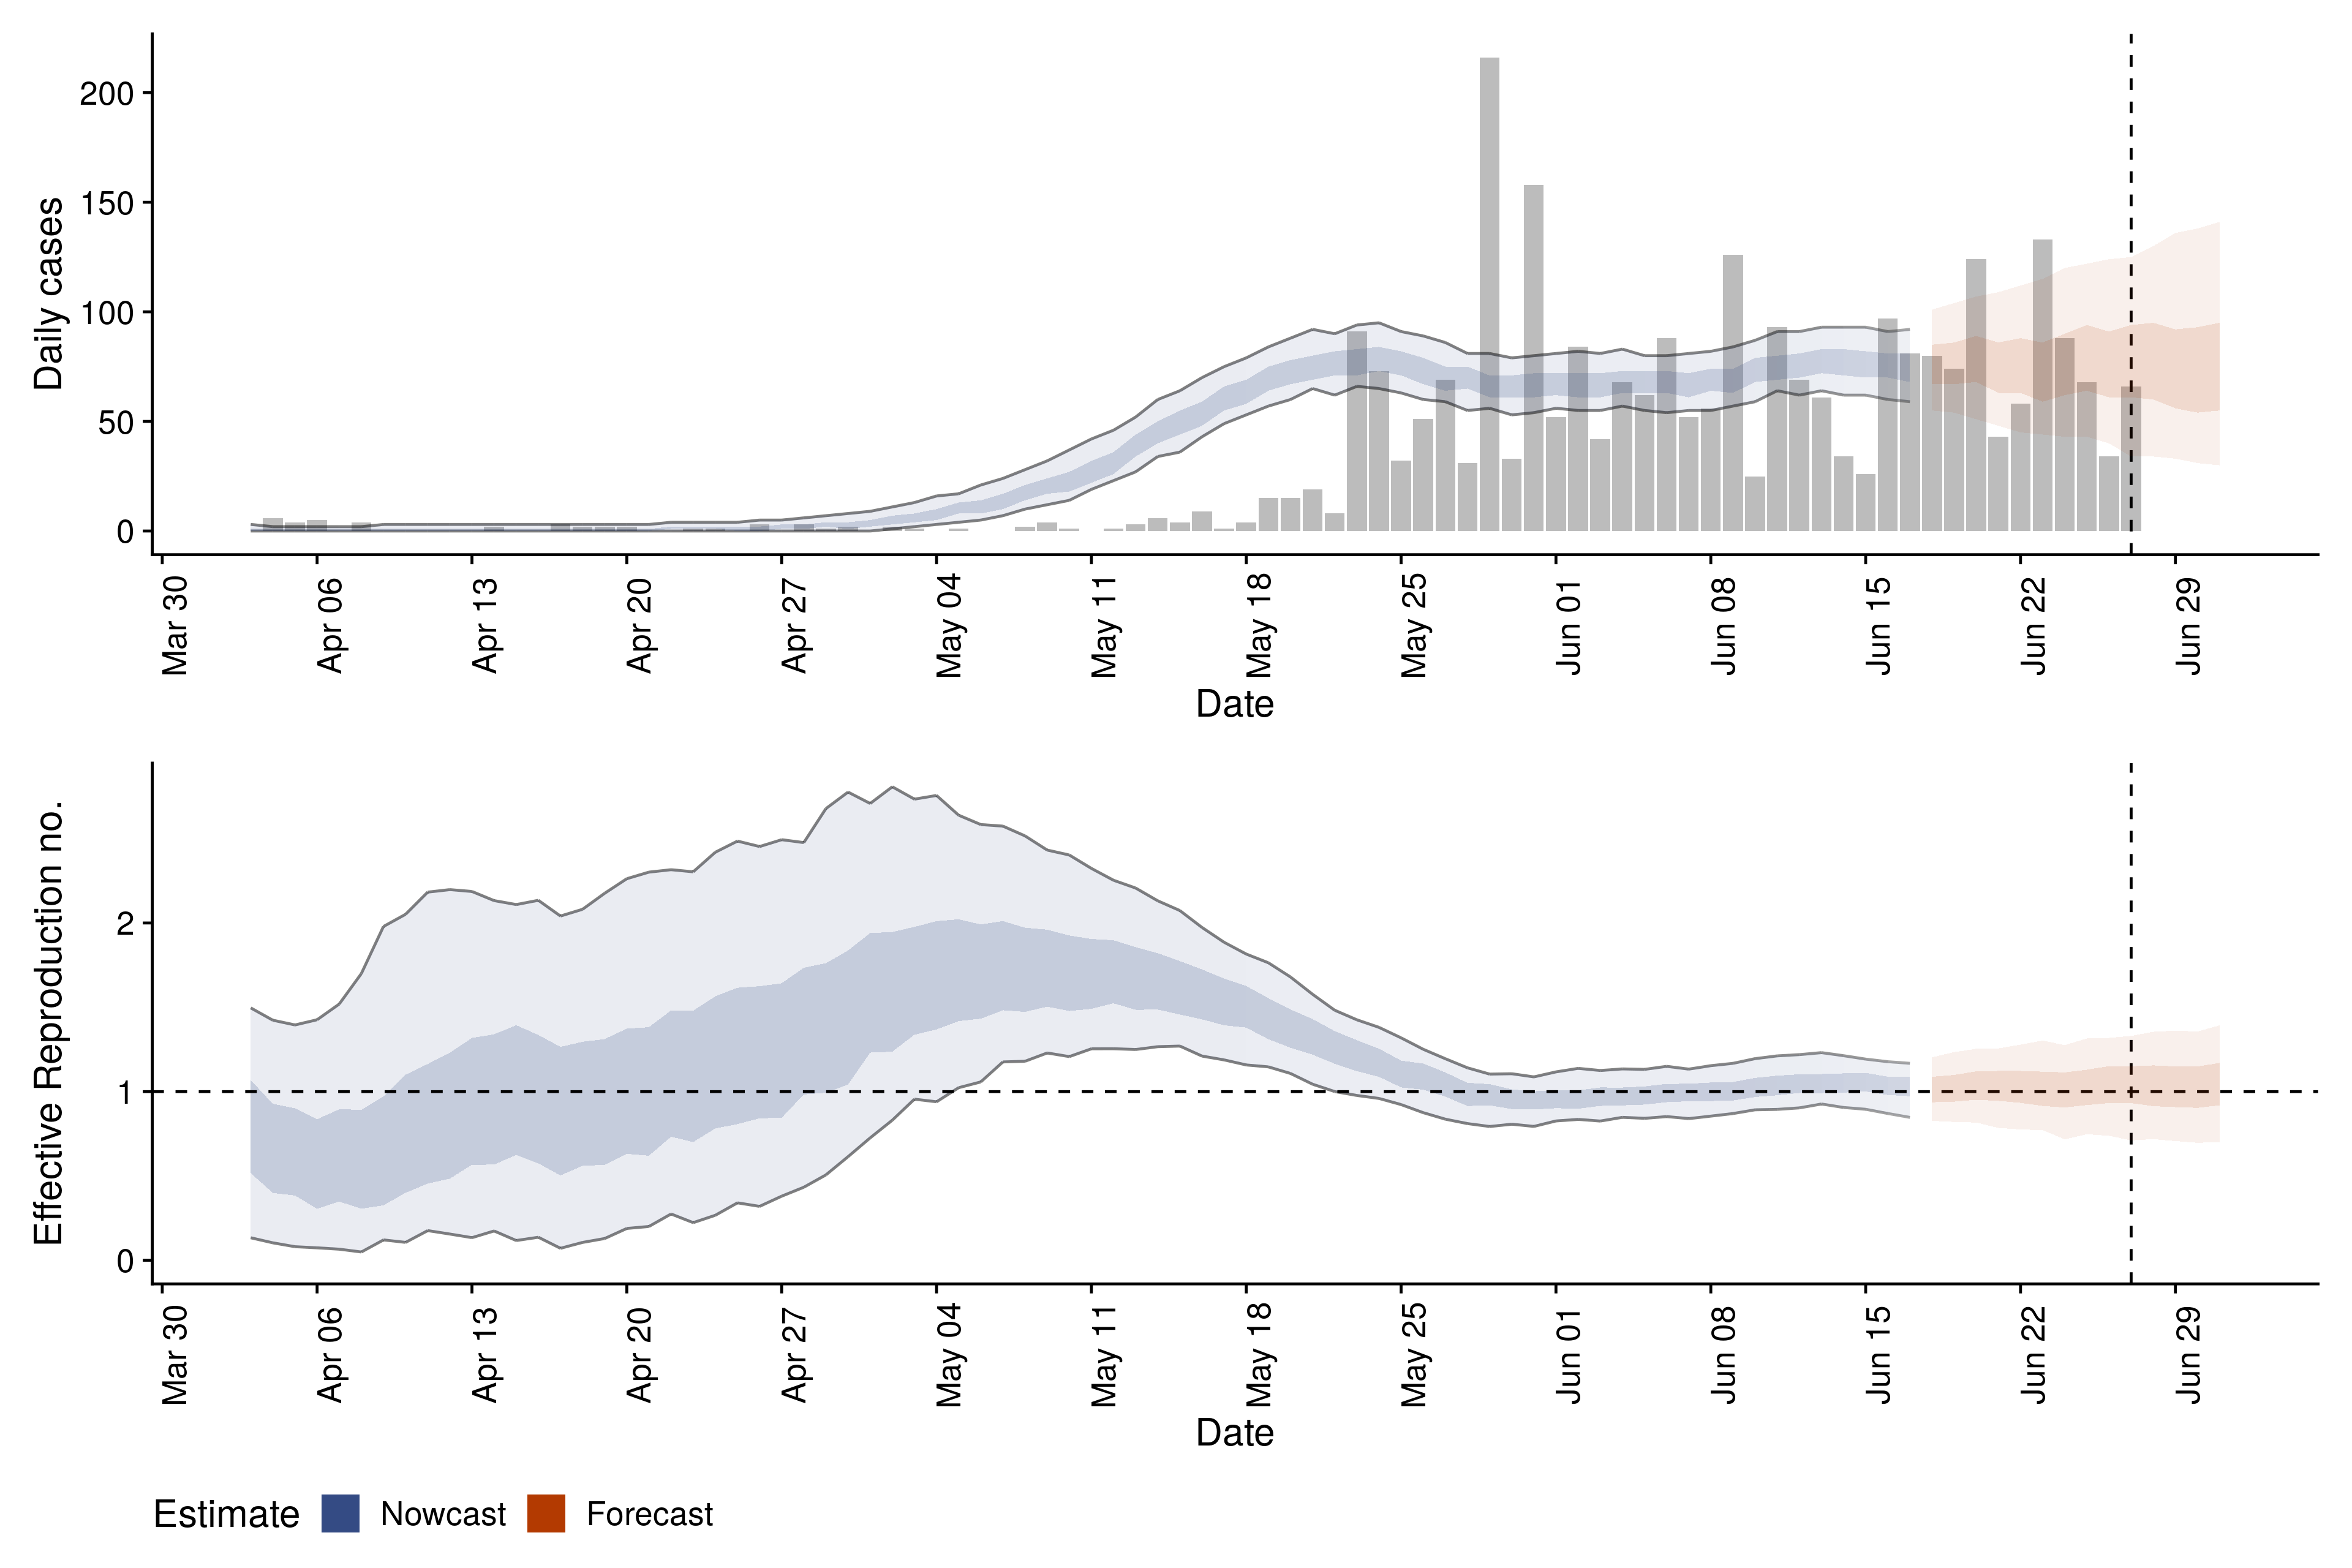 Daily cases
200
150
100
50
0
Mar 30
Apr 06
Apr 13
Apr 20
Apr 27
May 04
May 11
May 18
May 25
Jun 01
Jun 08
Jun 15
Jun 22
Jun 29
Date
Effective Reproduction no.
2
1
0
Mar 30
Apr 06
Apr 13
Apr 20
Apr 27
May 04
May 11
May 18
May 25
Jun 01
Jun 08
Jun 15
Jun 22
Jun 29
Date
Estimate Nowcast Forecast